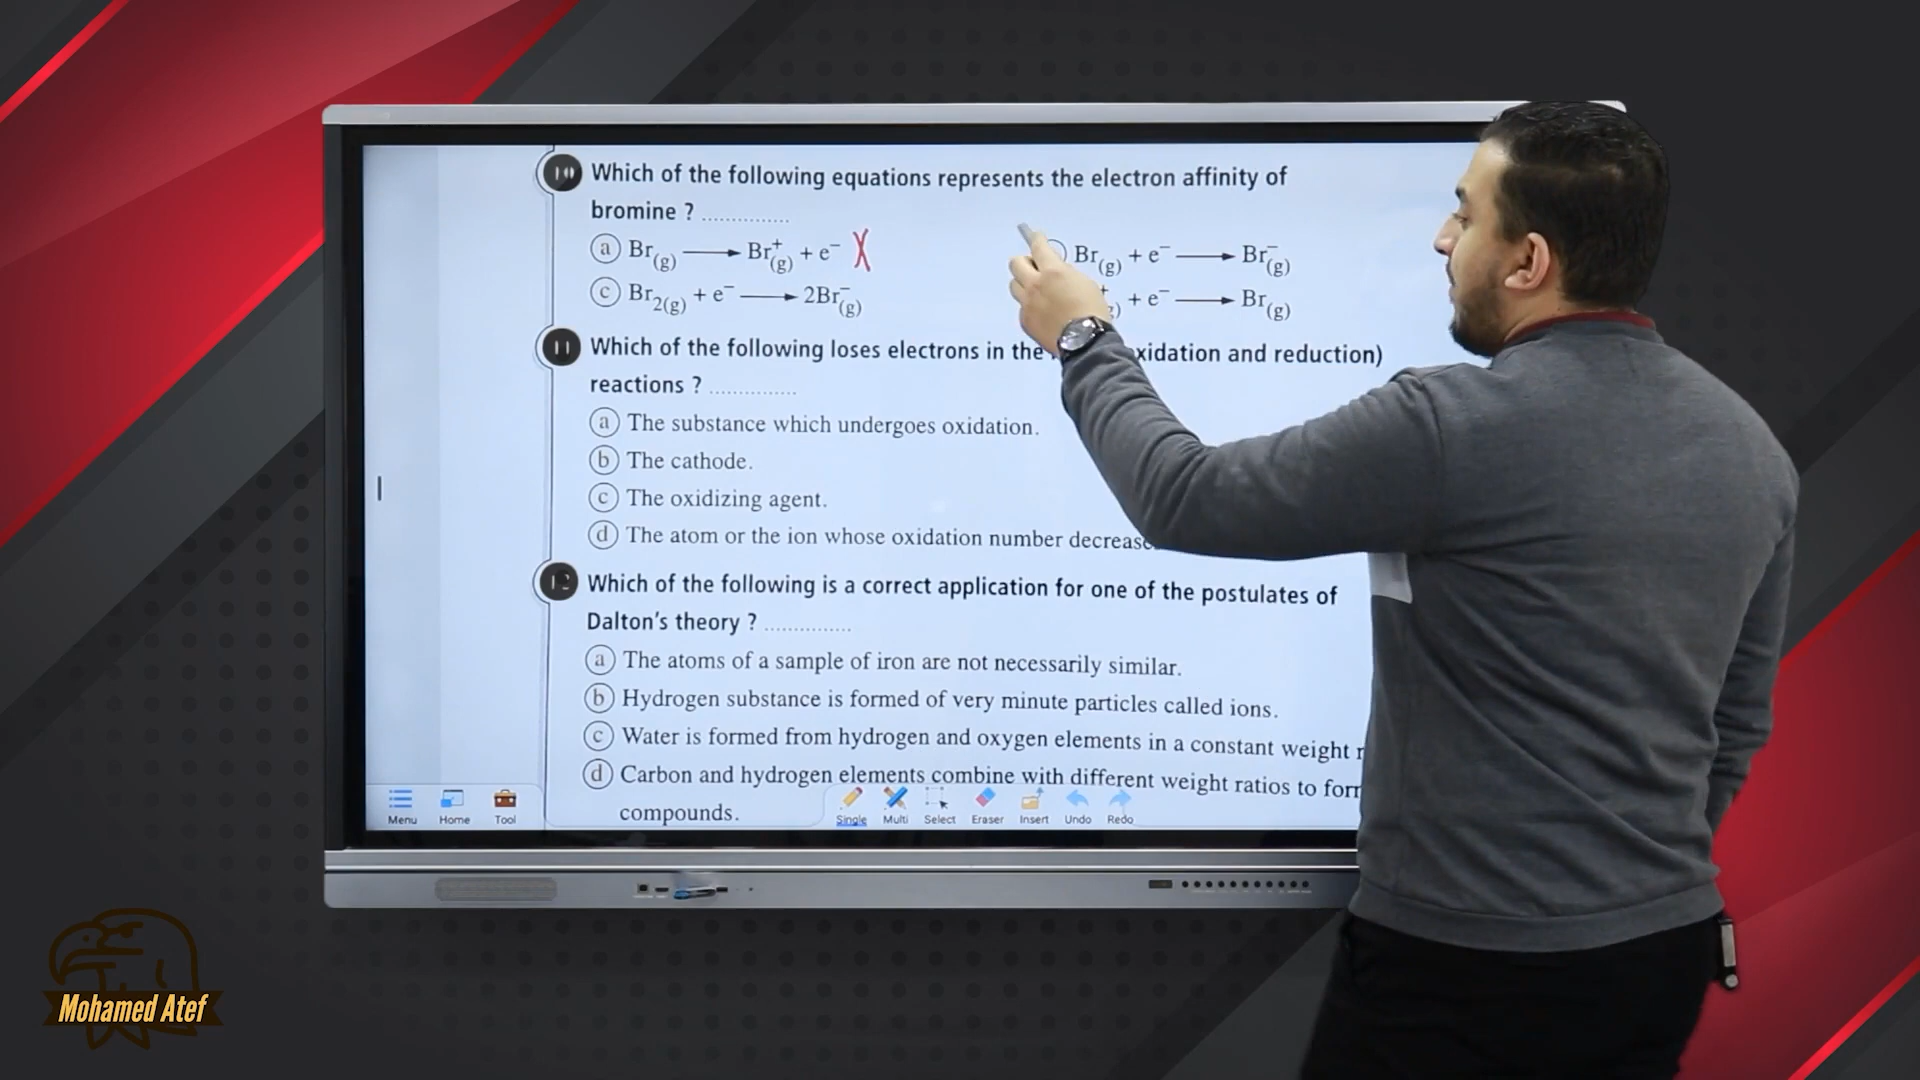 10 Which of the following equations represents the electron affinity of
bromine ? ...............
a Br(g) ⟶ Br⁺(g) + e⁻ X
Br(g) + e⁻ ⟶ Br⁻(g)
c Br2(g) + e⁻ ⟶ 2Br⁻(g)
+ e⁻ ⟶ Br(g)
11 Which of the following loses electrons in the xidation and reduction)
reactions ? ...............
a The substance which undergoes oxidation.
b The cathode.
c The oxidizing agent.
d The atom or the ion whose oxidation number
12 Which of the following is a correct application for one of the postulates of
Dalton's theory ? ...............
a The atoms of a sample of iron are not necessarily similar.
b Hydrogen substance is formed of very minute particles called ions.
c Water is formed from hydrogen and oxygen elements in a constant weight
d Carbon and hydrogen elements combine with different weight ratios to
compounds.
Menu Home Tool Single Multi Select Eraser Insert Undo Redo
Mohamed Atef